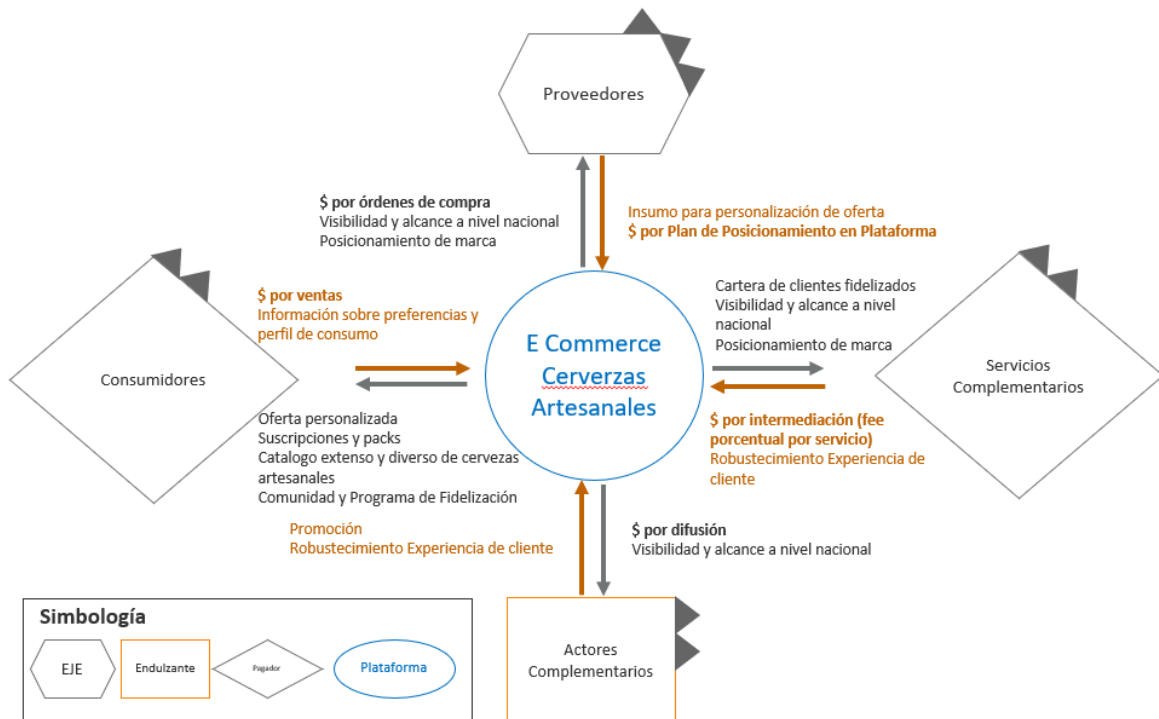 Proveedores
$ por órdenes de compra
Visibilidad y alcance a nivel nacional
Posicionamiento de marca
Insumo para personalización de oferta
$ por Plan de Posicionamiento en Plataforma
$ por ventas
Información sobre preferencias y
perfil de consumo
Cartera de clientes fidelizados
Visibilidad y alcance a nivel
nacional
Posicionamiento de marca
Consumidores
E Commerce
Cerverzas
Artesanales
Servicios
Complementarios
Oferta personalizada
Suscripciones y packs
Catalogo extenso y diverso de cervezas
artesanales
Comunidad y Programa de Fidelización
$ por intermediación (fee
porcentual por servicio)
Robustecimiento Experiencia de
cliente
Promoción
Robustecimiento Experiencia de cliente
$ por difusión
Visibilidad y alcance a nivel nacional
Actores
Complementarios
Simbología
EJE
Endulzante
Pagador
Plataforma